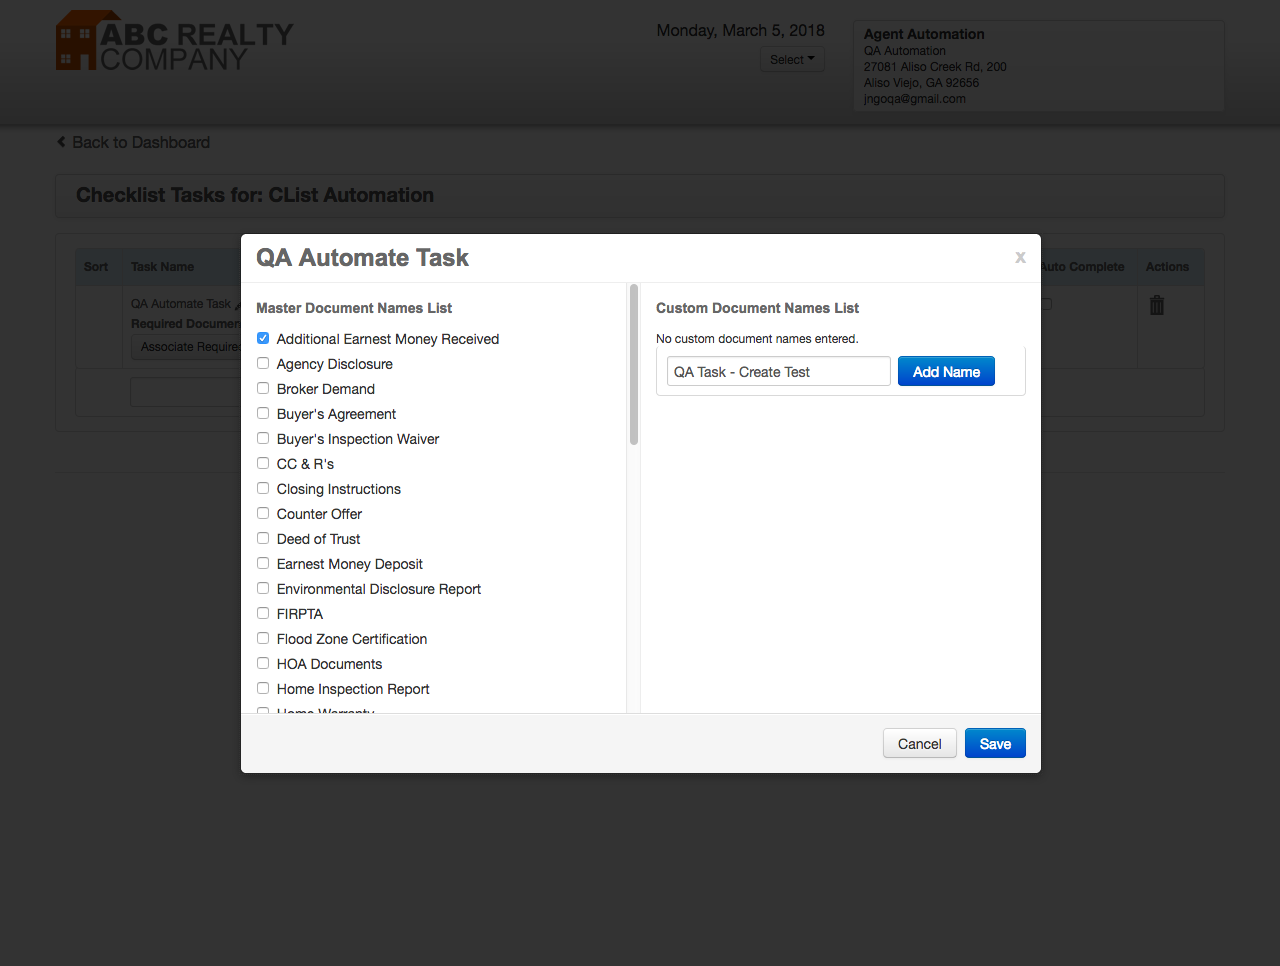 ABC REALTY
COMPANY
Monday, March 5, 2018
Select
Agent Automation
QA Automation
27081 Aliso Creek Rd, 200
Aliso Viejo, GA 92656
jngoqa@gmail.com
Back to Dashboard
Checklist Tasks for: CList Automation
Sort
Task Name
Auto Complete
Actions
QA Automate Task
Required Documen
Associate Require
QA Automate Task
x
Master Document Names List
Additional Earnest Money Received
Agency Disclosure
Broker Demand
Buyer's Agreement
Buyer's Inspection Waiver
CC & R's
Closing Instructions
Counter Offer
Deed of Trust
Earnest Money Deposit
Environmental Disclosure Report
FIRPTA
Flood Zone Certification
HOA Documents
Home Inspection Report
Home Warranty
Custom Document Names List
No custom document names entered.
QA Task - Create Test
Add Name
Cancel
Save